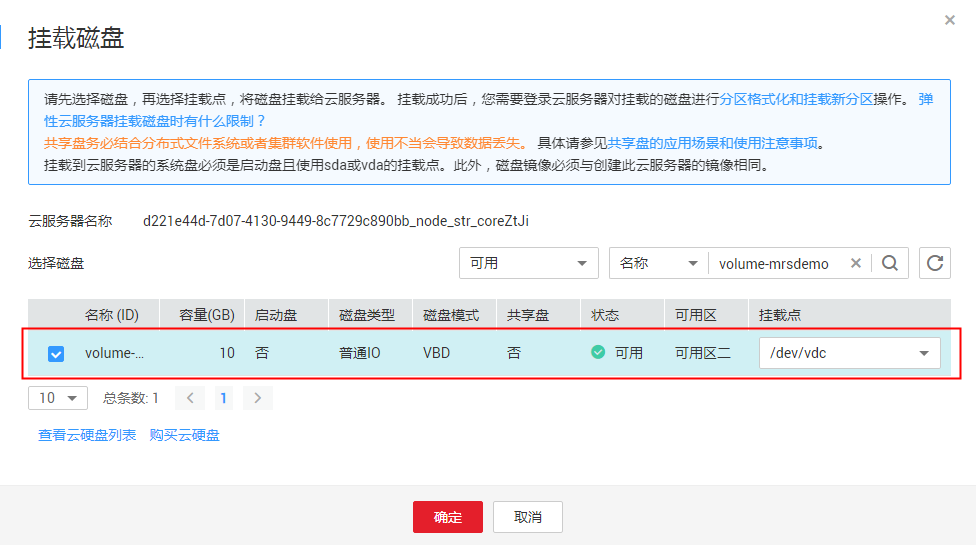 挂载磁盘
请先选择磁盘，再选择挂载点，将磁盘挂载给云服务器。 挂载成功后，您需要登录云服务器对挂载的磁盘进行分区格式化和挂载新分区操作。 弹
性云服务器挂载磁盘时有什么限制？
共享盘务必结合分布式文件系统或者集群软件使用，使用不当会导致数据丢失。 具体请参见共享盘的应用场景和使用注意事项。
挂载到云服务器的系统盘必须是启动盘且使用sda或vda的挂载点。此外，磁盘镜像必须与创建此云服务器的镜像相同。
云服务器名称 d221e44d-7d07-4130-9449-8c7729c890bb_node_str_coreZtJi
选择磁盘 可用 名称 volume-mrsdemo
名称 (ID) 容量(GB) 启动盘 磁盘类型 磁盘模式 共享盘 状态 可用区 挂载点
volume-... 10 否 普通IO VBD 否 可用 可用区二 /dev/vdc
10 总条数: 1 1
查看云硬盘列表 购买云硬盘
确定 取消